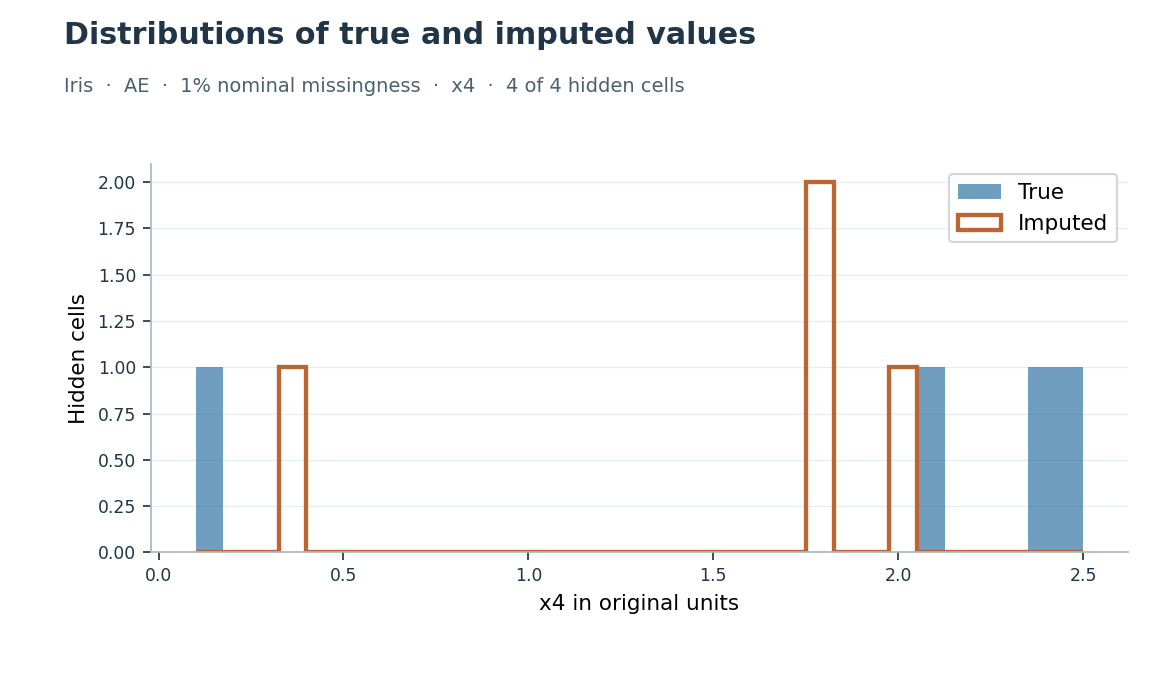 Distributions of true and imputed values
Iris · AE · 1% nominal missingness · x4 · 4 of 4 hidden cells
True
Imputed
Hidden cells
2.00
1.75
1.50
1.25
1.00
0.75
0.50
0.25
0.00
0.0 0.5 1.0 1.5 2.0 2.5
x4 in original units